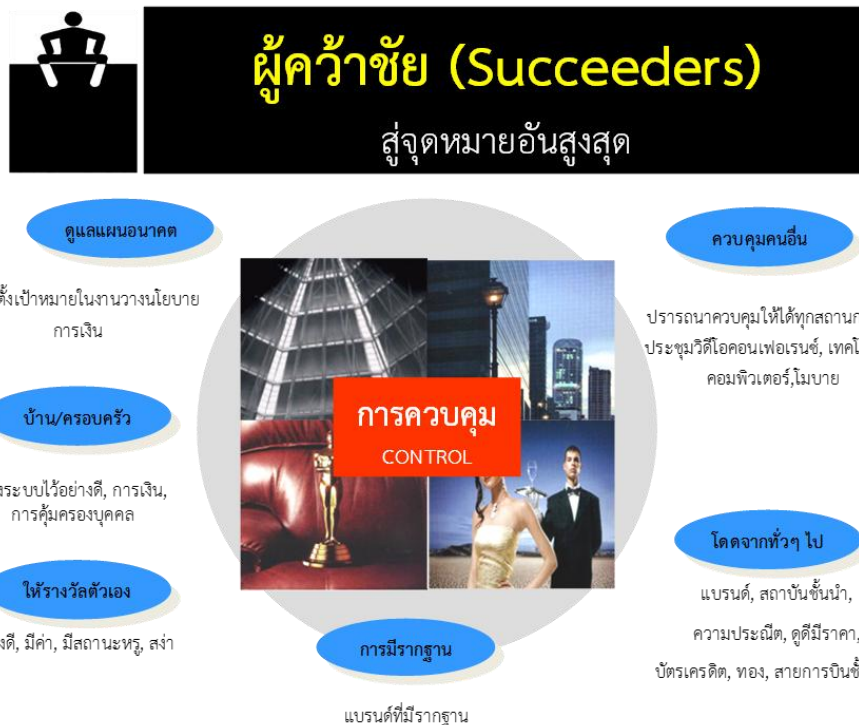 ผู้คว้าชัย (Succeeders)
สู่จุดหมายอันสูงสุด
ดูแลแผนอนาคต
ตั้งเป้าหมายในงานวางนโยบาย
การเงิน
บ้าน/ครอบครัว
ระบบไว้อย่างดี, การเงิน,
การคุ้มครองบุคคล
ให้รางวัลตัวเอง
มีค่า, มีสถานะหรู, สง่า
การควบคุม
CONTROL
การมีรากฐาน
แบรนด์ที่มีรากฐาน
ควบคุมคนอื่น
ปรารถนาควบคุมให้ได้ทุก
ประชุมวิดีโอคอนเฟอเรนซ์,
คอมพิวเตอร์,โมบาย
โดดจากทั่วๆ ไป
แบรนด์, สถาบันชั้นนำ,
ความประณีต, ดูดีมีราคา,
บัตรเครดิต, ทอง, สายการบิน